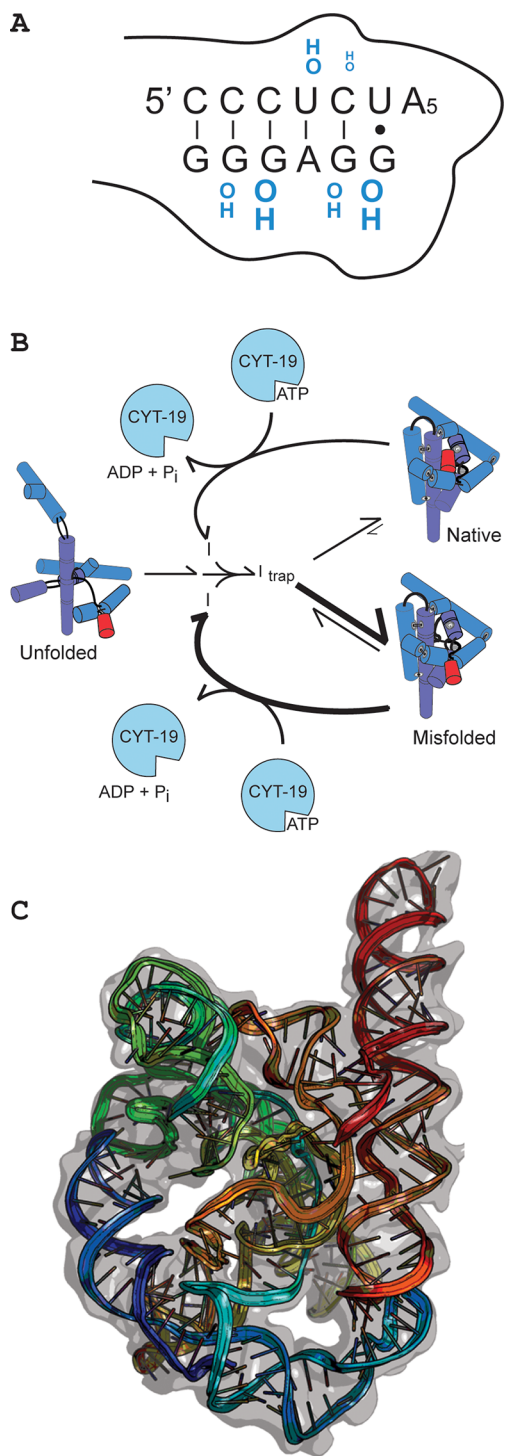 A
HO HO
5' C C C U C U A5
G G G A G G
OH OH OH OH
B
CYT-19
ATP
CYT-19
ADP + Pi
Native
I
I trap
I
Unfolded
Misfolded
CYT-19
ADP + Pi
CYT-19
ATP
C